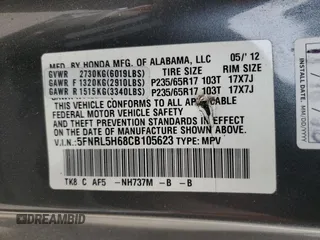 MFD. BY HONDA MFG. OF ALABAMA, LLC 05/'12
GVWR 2730KG(6019LBS) TIRE SIZE RIM SIZE
GAWR F 1320KG(2910LBS) P235/65R17 103T 17X7J
GAWR R 1515KG(3340LBS) P235/65R17 103T 17X7J
THIS VEHICLE CONFORMS TO ALL APPLICABLE
FEDERAL MOTOR VEHICLE SAFETY AND THEFT
PREVENTION STANDARDS IN EFFECT ON THE DATE
OF MANUFACTURE SHOWN ABOVE.
V.I.N.: 5FNRL5H68CB105623 TYPE: MPV
TK8 C AF5 -NH737M -B -B
BIDHISTORY